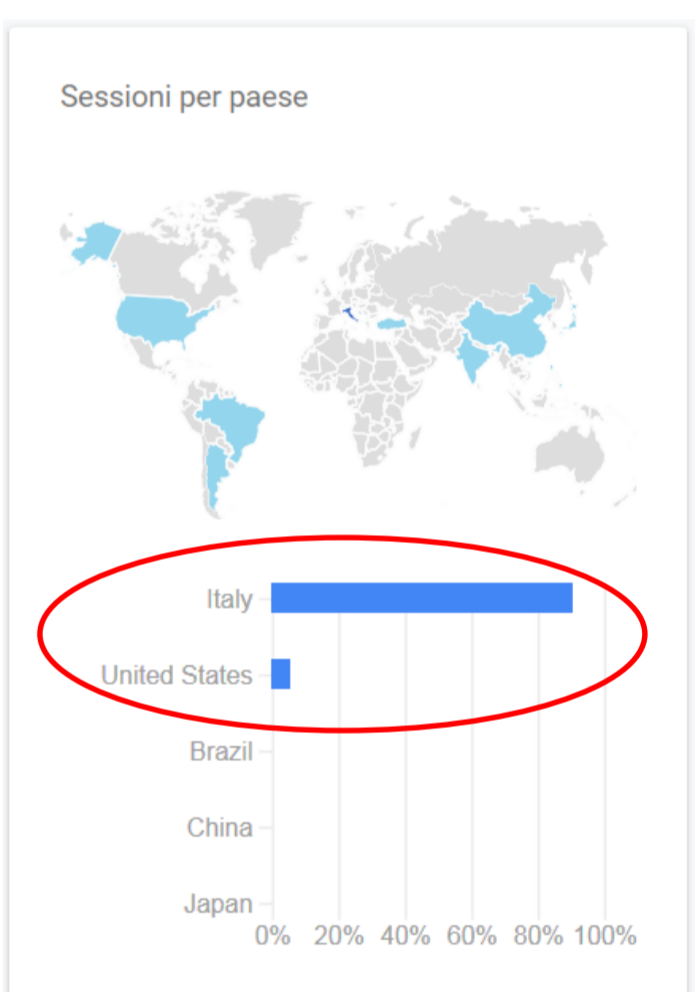 Sessioni per paese
Italy
United States
Brazil
China
Japan
0% 20% 40% 60% 80% 100%